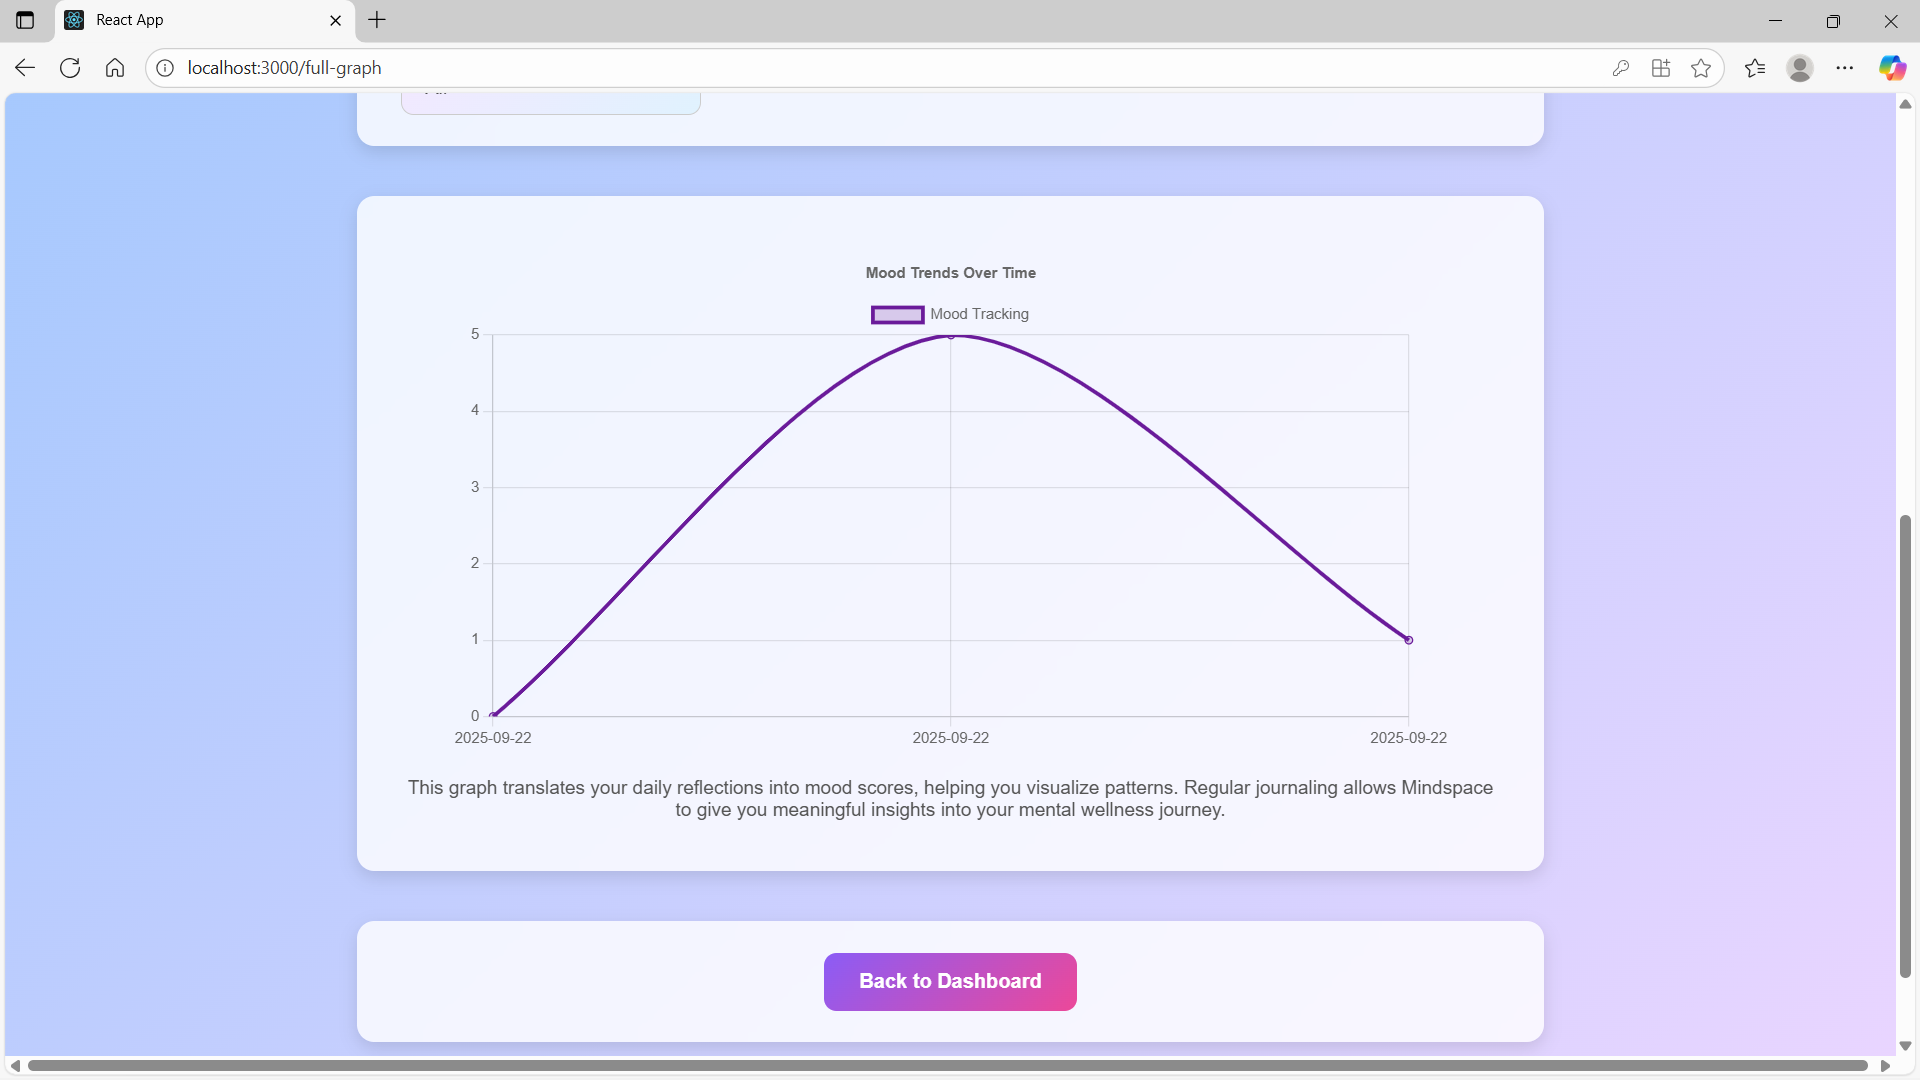 React App
localhost:3000/full-graph
Mood Trends Over Time
Mood Tracking
5
4
3
2
1
0
2025-09-22 2025-09-22 2025-09-22
This graph translates your daily reflections into mood scores, helping you visualize patterns. Regular journaling allows Mindspace
to give you meaningful insights into your mental wellness journey.
Back to Dashboard